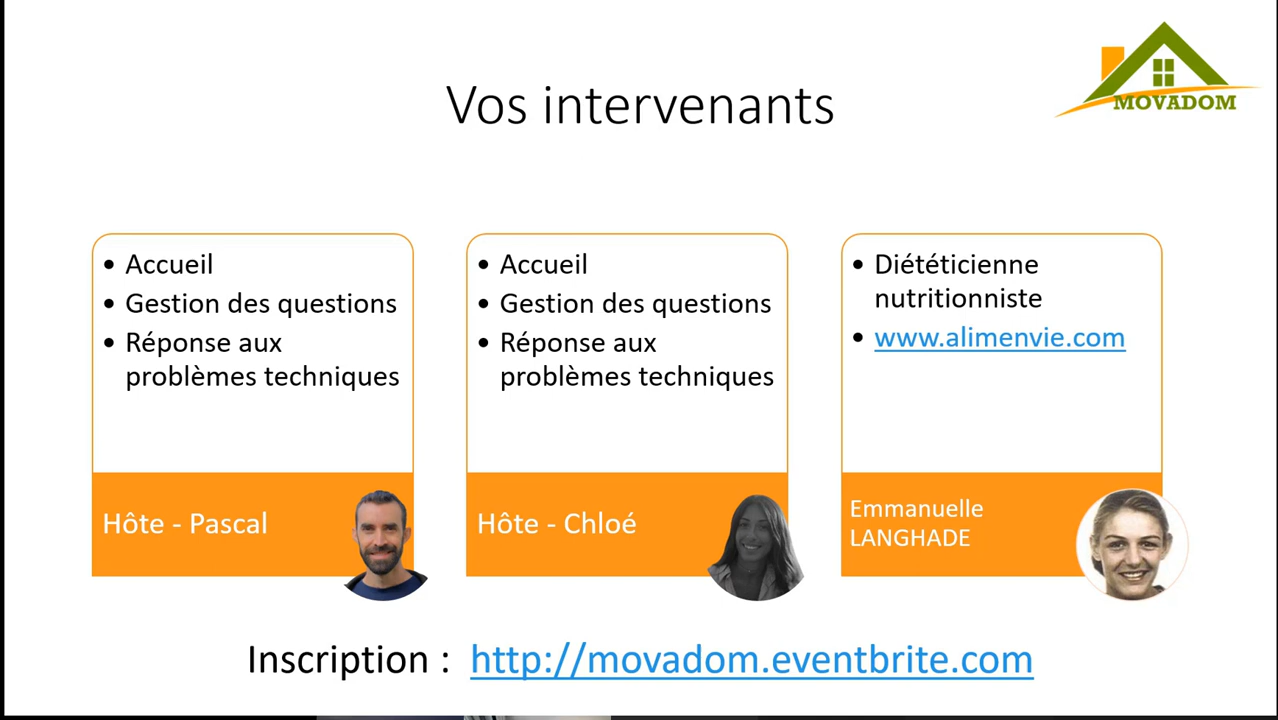 MOVADOM
Vos intervenants
• Accueil
• Gestion des questions
• Réponse aux
problèmes techniques
Hôte - Pascal
• Accueil
• Gestion des questions
• Réponse aux
problèmes techniques
Hôte - Chloé
• Diététicienne
nutritionniste
• www.alimenvie.com
Emmanuelle
LANGHADE
Inscription : http://movadom.eventbrite.com